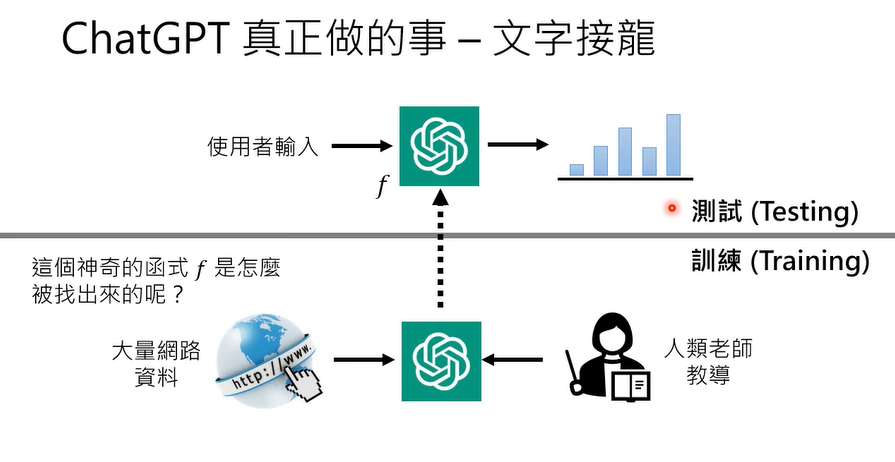 ChatGPT 真正做的事 – 文字接龍
使用者輸入
f
測試 (Testing)
訓練 (Training)
這個神奇的函式 f 是怎麼
被找出來的呢？
大量網路
資料
http://www.
人類老師
教導